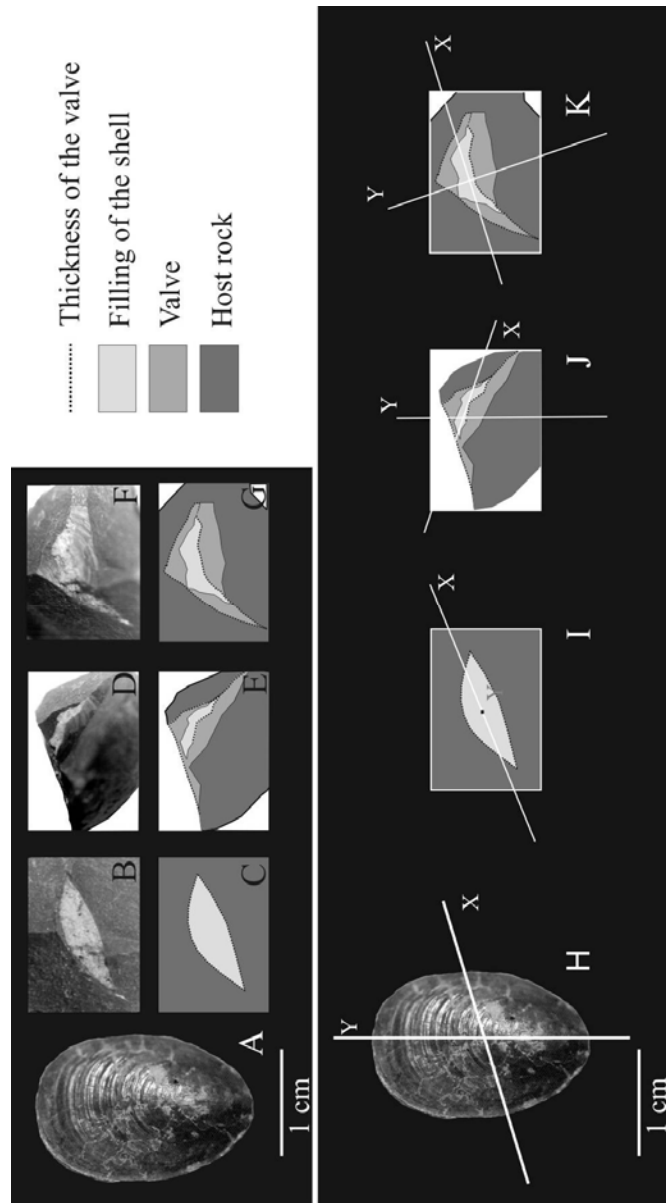 A
1 cm
B
C
D
E
F
G
Thickness of the valve
Filling of the shell
Valve
Host rock
Y
X
H
1 cm
X
Y
I
Y
X
J
Y
X
K